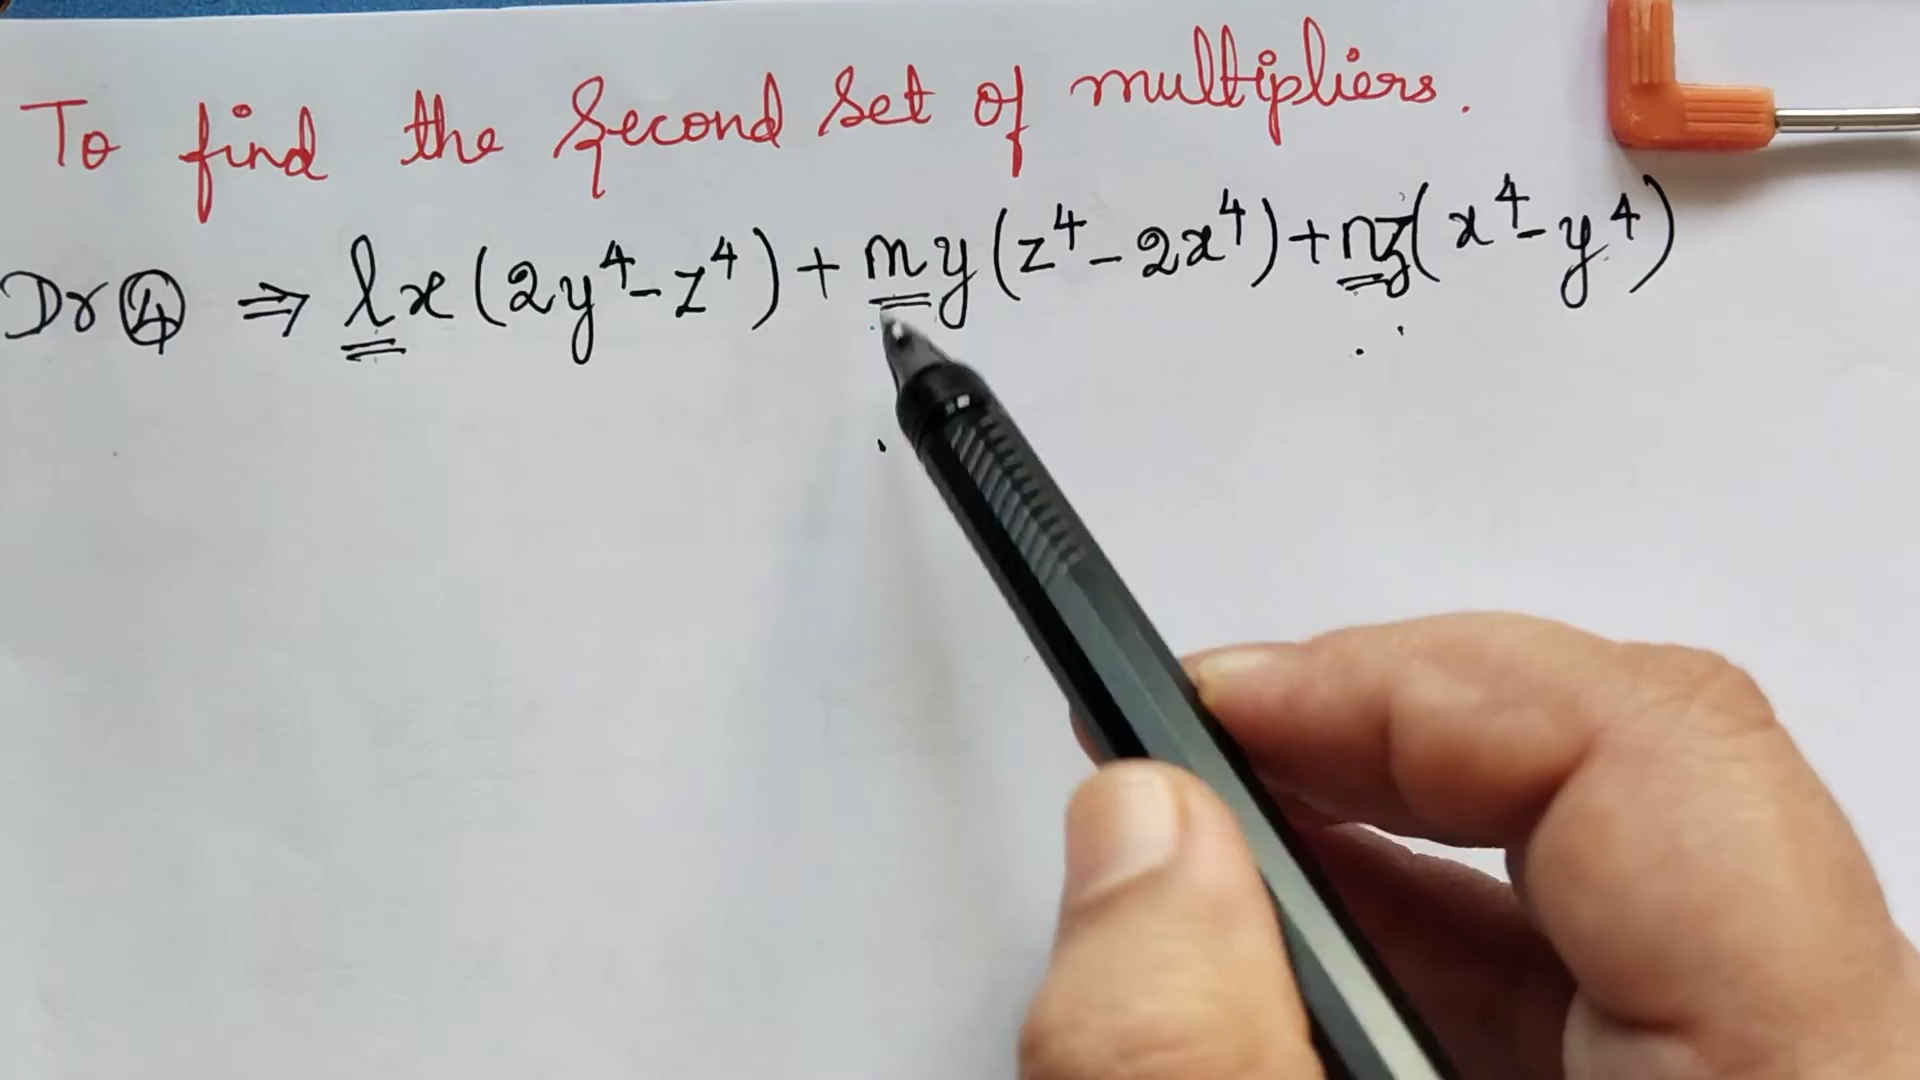 To find the Second Set of multipliers.
Dr ④ ⇒ lx(2y⁴-z⁴) + my(z⁴-2x⁴) + nz(x⁴-y⁴)